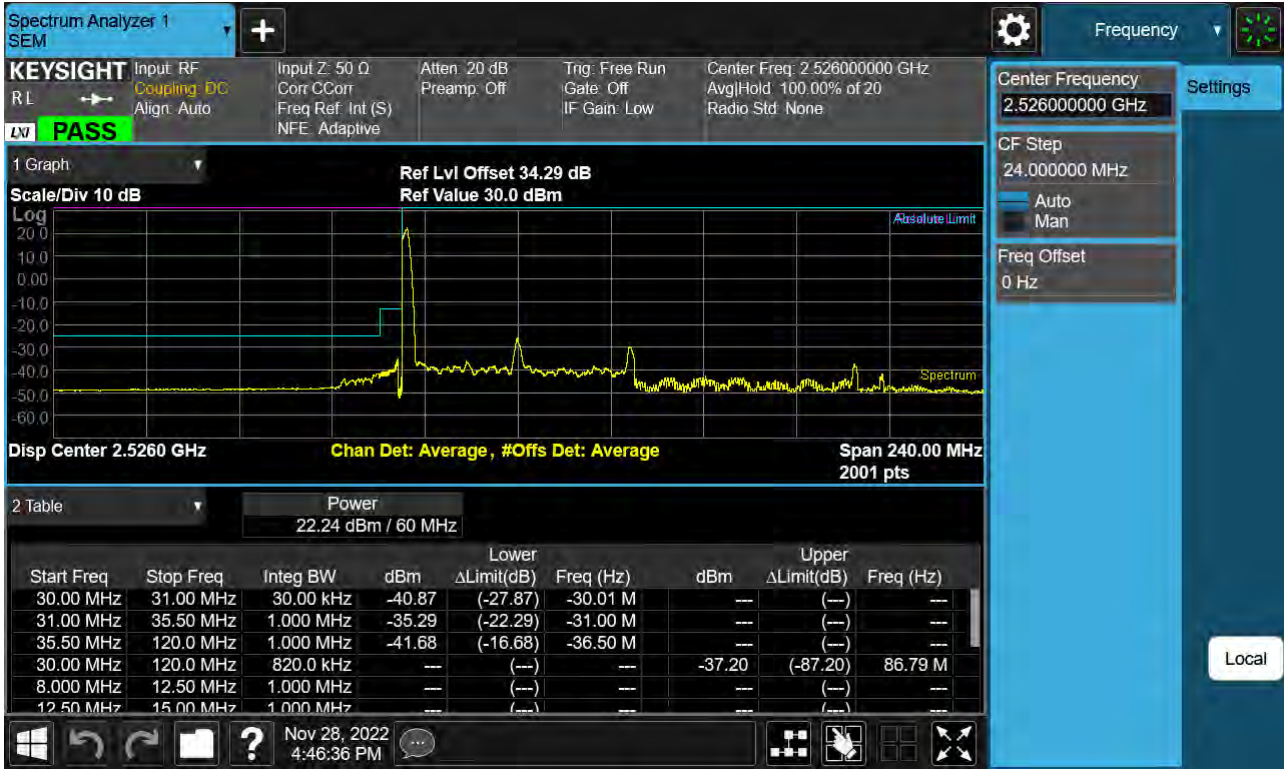 Spectrum Analyzer 1
SEM
Frequency
KEYSIGHT
R L
LXI
PASS
Input: RF
Coupling: DC
Align: Auto
Input Z: 50 Ω
Corr CCorr
Freq Ref: Int (S)
NFE: Adaptive
Atten: 20 dB
Preamp: Off
Trig: Free Run
Gate: Off
IF Gain: Low
Center Freq: 2.526000000 GHz
Avg|Hold: 100.00% of 20
Radio Std: None
Center Frequency
2.526000000 GHz
Settings
CF Step
24.000000 MHz
Auto
Man
Freq Offset
0 Hz
Local
1 Graph
Scale/Div 10 dB
Ref Lvl Offset 34.29 dB
Ref Value 30.0 dBm
Log
Absolute Limit
20.0
10.0
0.00
-10.0
-20.0
-30.0
-40.0
-50.0
-60.0
Spectrum
Disp Center 2.5260 GHz
Chan Det: Average, #Offs Det: Average
Span 240.00 MHz
2001 pts
2 Table
Power
22.24 dBm / 60 MHz
Lower Upper
Start Freq Stop Freq Integ BW dBm ΔLimit(dB) Freq (Hz) dBm ΔLimit(dB) Freq (Hz)
30.00 MHz 31.00 MHz 30.00 kHz -40.87 (-27.87) -30.01 M --- (---) ---
31.00 MHz 35.50 MHz 1.000 MHz -35.29 (-22.29) -31.00 M --- (---) ---
35.50 MHz 120.0 MHz 1.000 MHz -41.68 (-16.68) -36.50 M --- (---) ---
30.00 MHz 120.0 MHz 820.0 kHz --- (---) --- -37.20 (-87.20) 86.79 M
8.000 MHz 12.50 MHz 1.000 MHz --- (---) --- --- (---) ---
12.50 MHz 15.00 MHz 1.000 MHz --- (---) --- --- (---) ---
Nov 28, 2022
4:46:36 PM